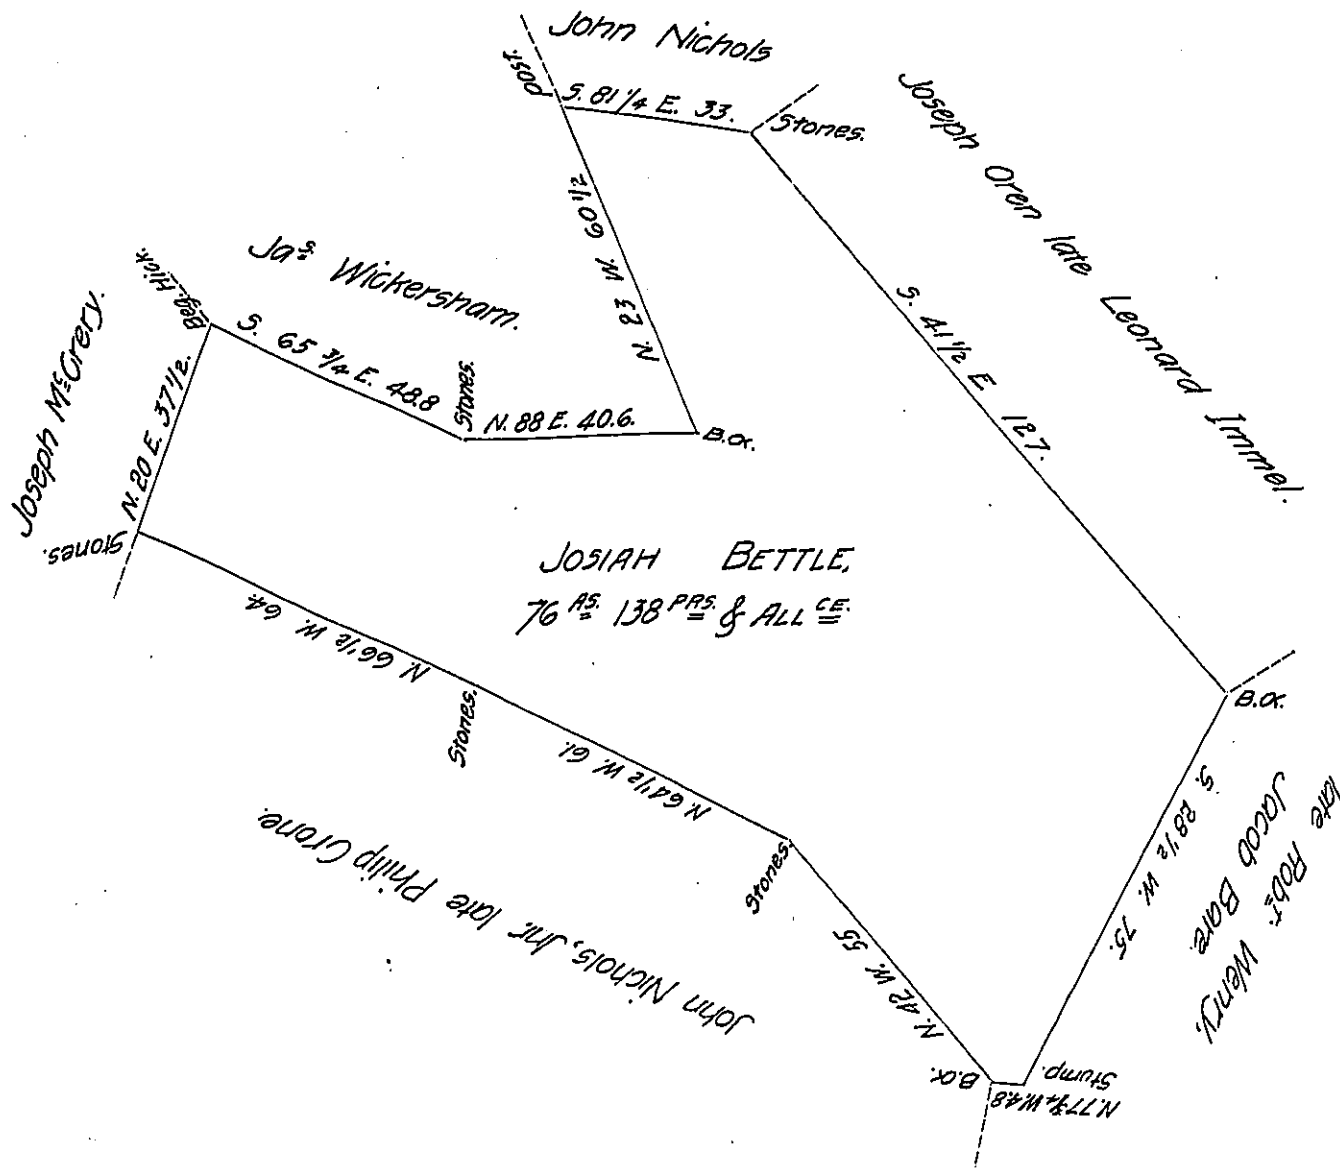 John Nichols
Post.
S. 81 1/4 E. 33.
Stones.
Joseph Oren late Leonard Immel.
N. 23 W. 60 1/2
Jaˢ Wickersham.
Beg. Hick.
S. 65 3/4 E. 48.8
Stones.
N. 88 E. 40.6.
B.O.
S. 41 1/2 E. 127.
Joseph MᶜCrery.
N. 20 E. 37 1/2.
Stones.
JOSIAH BETTLE,
76 AS. 138 PRS. & ALL CE.
B.O.
N. 66 1/2 W. 64.
Stones.
N. 64 1/2 W. 61.
Stones.
S. 28 1/2 W. 75.
Jacob Bare.
late Robt. Wenry.
John Nichols, Jnr. late Philip Crone.
N. 42 W. 55
B.O.
Stump.
N. 77 3/4 W. 4.8